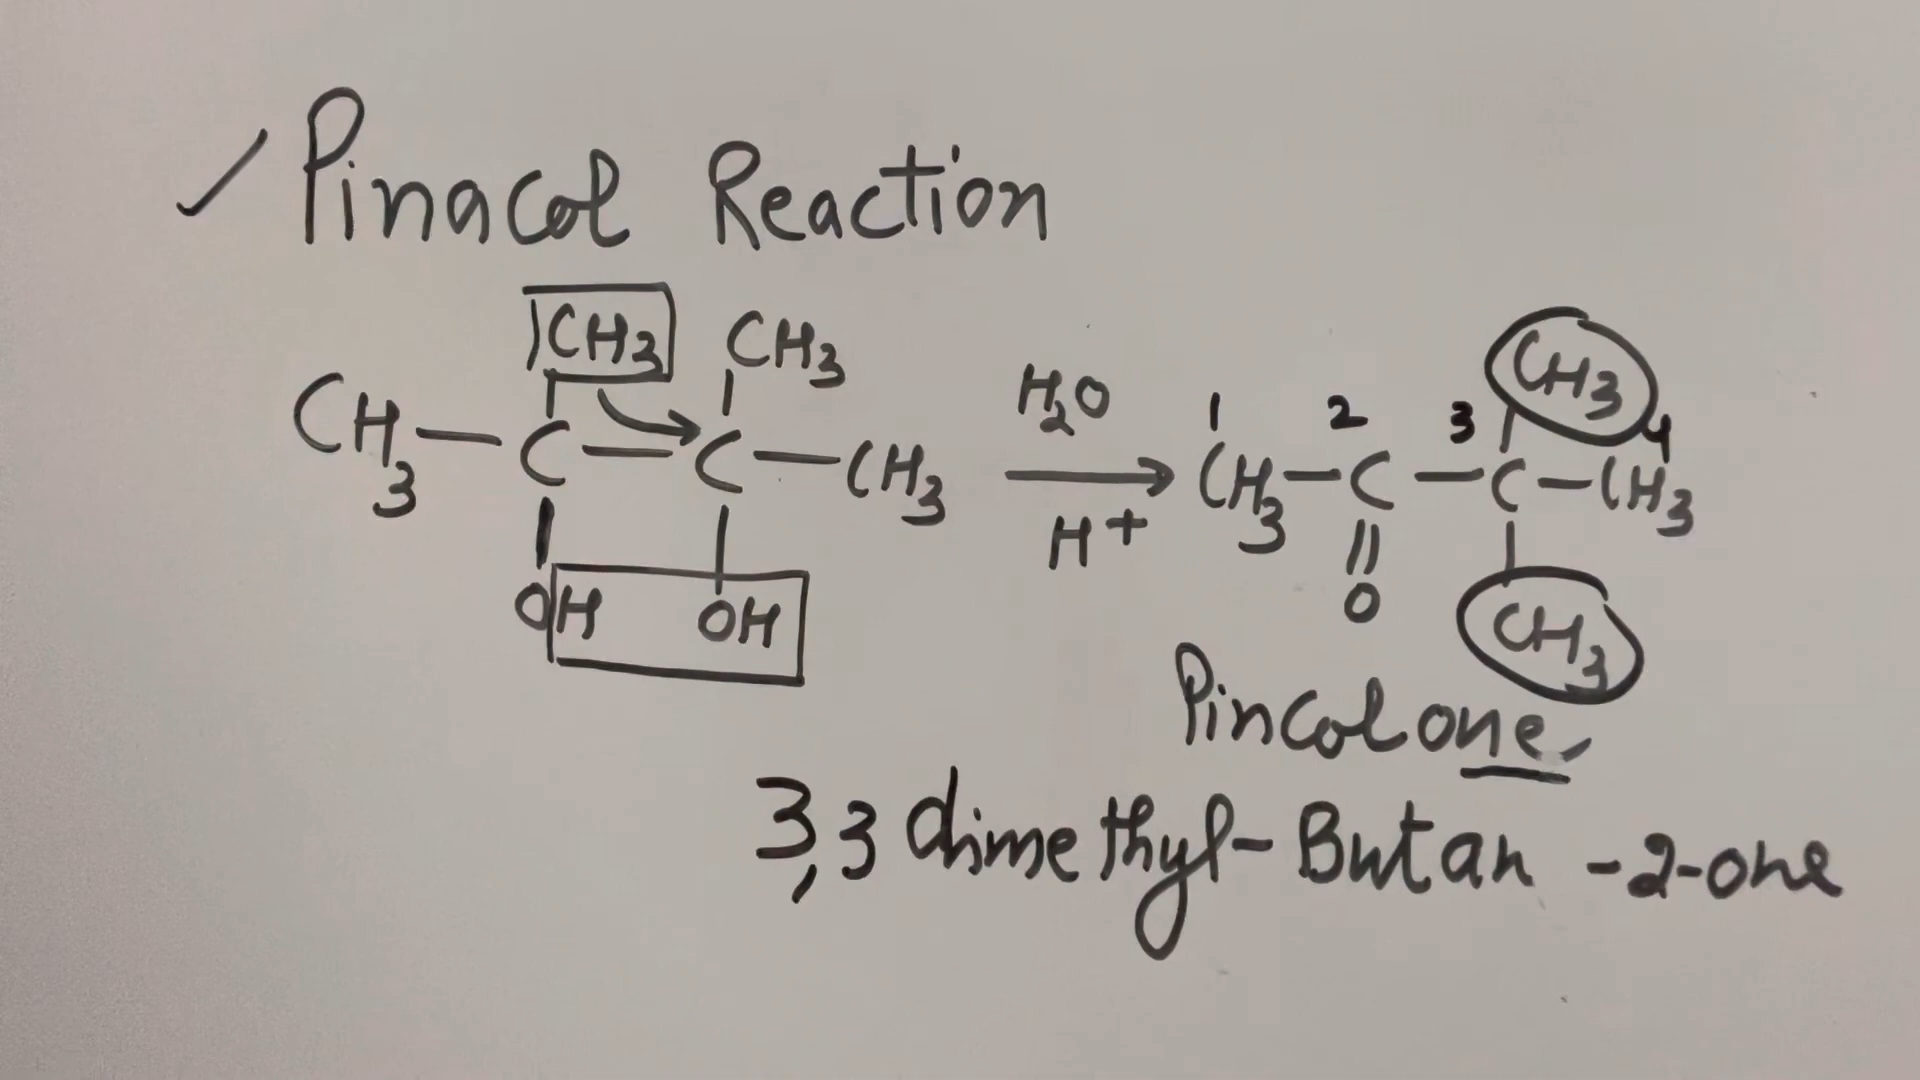 Pinacol Reaction
CH3 CH3
CH3 — C — C — CH3
OH OH
H2O
H+
1 2 3 4
CH3
CH3 — C — C — CH3
O
CH3
Pincolone
3,3 dimethyl - Butan - 2 - one